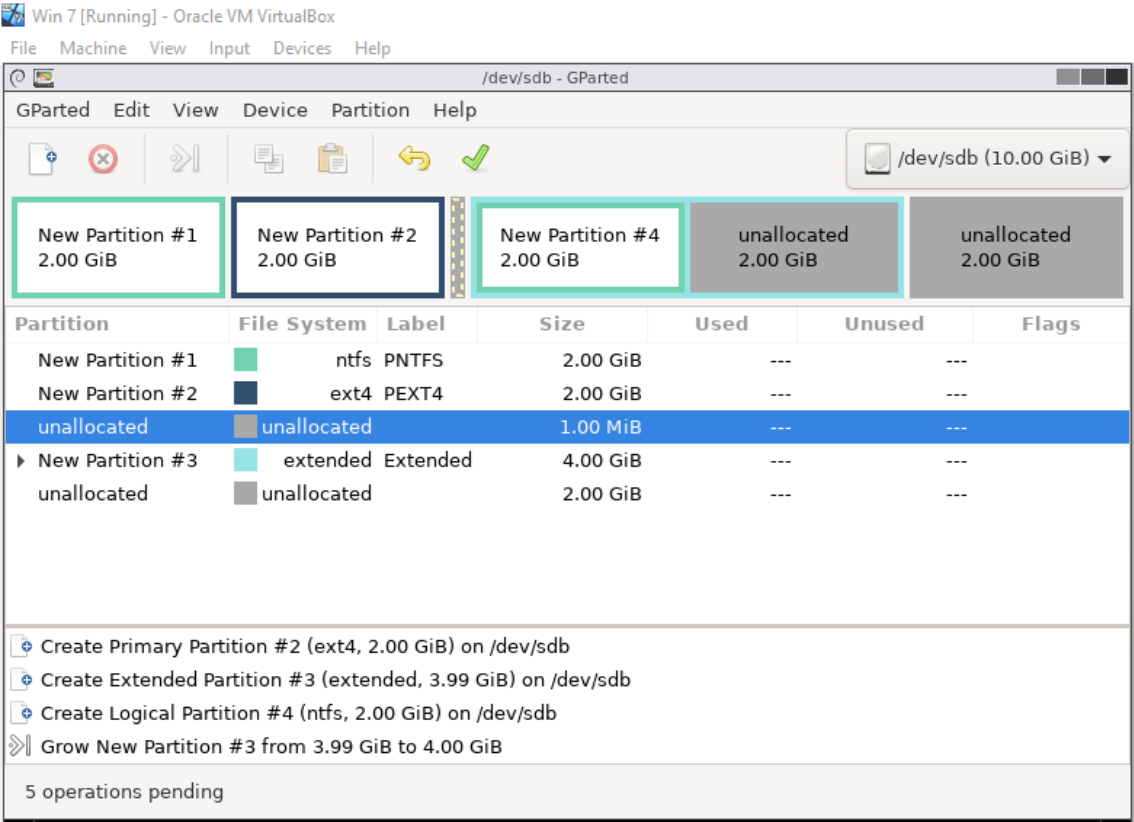 Win 7 [Running] - Oracle VM VirtualBox
File Machine View Input Devices Help
/dev/sdb - GParted
GParted Edit View Device Partition Help
/dev/sdb (10.00 GiB)
New Partition #1 New Partition #2 New Partition #4 unallocated unallocated
2.00 GiB 2.00 GiB 2.00 GiB 2.00 GiB 2.00 GiB
Partition File System Label Size Used Unused Flags
New Partition #1 ntfs PNTFS 2.00 GiB --- ---
New Partition #2 ext4 PEXT4 2.00 GiB --- ---
unallocated unallocated 1.00 MiB --- ---
New Partition #3 extended Extended 4.00 GiB --- ---
unallocated unallocated 2.00 GiB --- ---
Create Primary Partition #2 (ext4, 2.00 GiB) on /dev/sdb
Create Extended Partition #3 (extended, 3.99 GiB) on /dev/sdb
Create Logical Partition #4 (ntfs, 2.00 GiB) on /dev/sdb
Grow New Partition #3 from 3.99 GiB to 4.00 GiB
5 operations pending